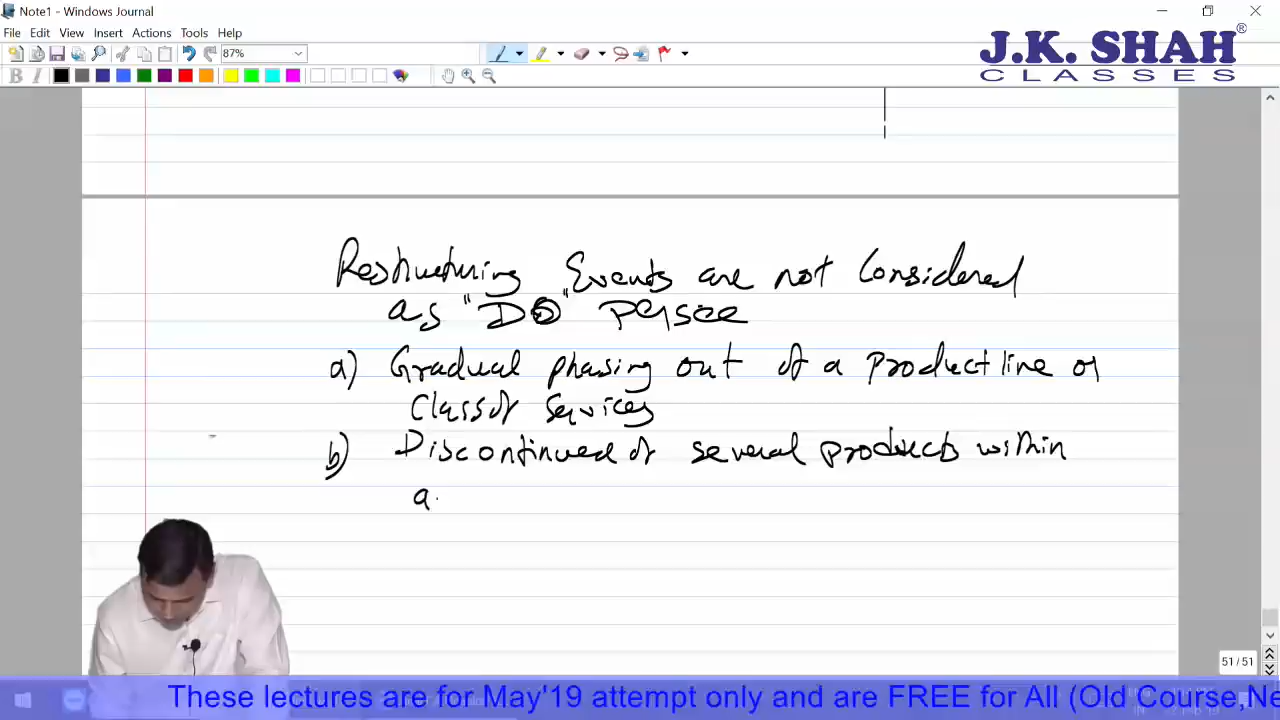 Note1 - Windows Journal
File Edit View Insert Actions Tools Help
87%
J.K. SHAH®
CLASSES
Restructuring Events are not Considered
as "DO" Per se
a) Gradual phasing out of a product line or
Class of Services
b) Discontinued of several products within
a
51 / 51
These lectures are for May'19 attempt only and are FREE for All (Old Course,Ne